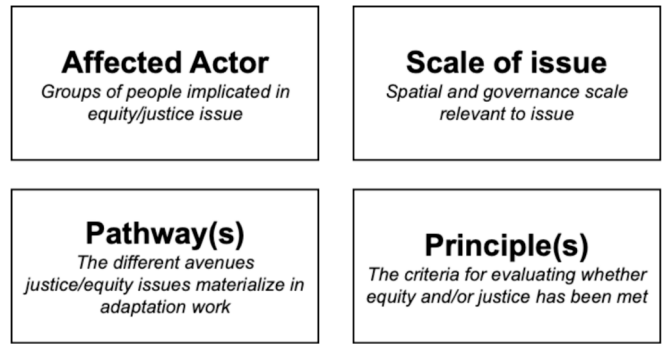 Affected Actor
Groups of people implicated in
equity/justice issue
Scale of issue
Spatial and governance scale
relevant to issue
Pathway(s)
The different avenues
justice/equity issues materialize in
adaptation work
Principle(s)
The criteria for evaluating whether
equity and/or justice has been met